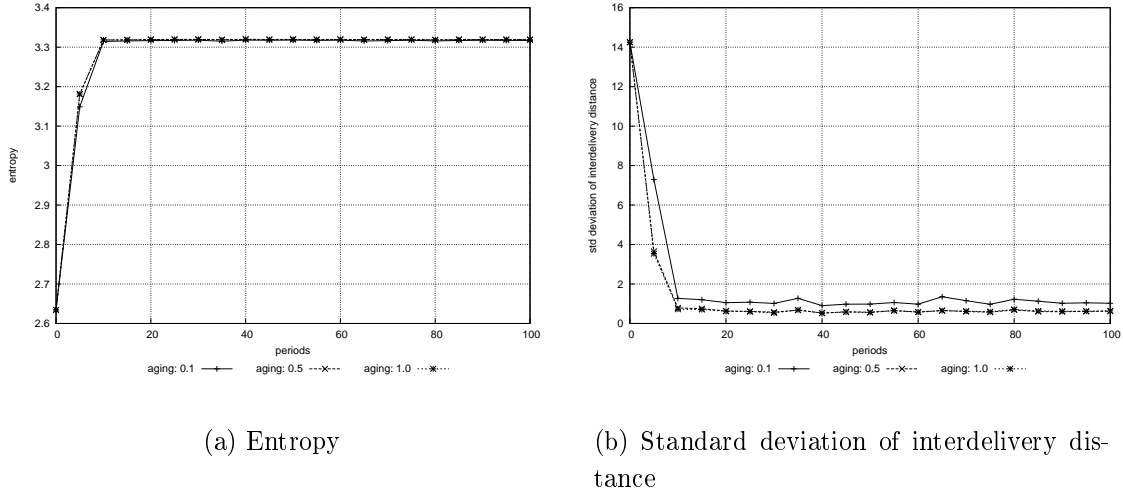 3.4
3.3
3.2
3.1
3
2.9
2.8
2.7
2.6
entropy
0 20 40 60 80 100
periods
aging: 0.1 aging: 0.5 aging: 1.0
(a) Entropy
16
14
12
10
8
6
4
2
0
std deviation of interdelivery distance
0 20 40 60 80 100
periods
aging: 0.1 aging: 0.5 aging: 1.0
(b) Standard deviation of interdelivery dis-
tance